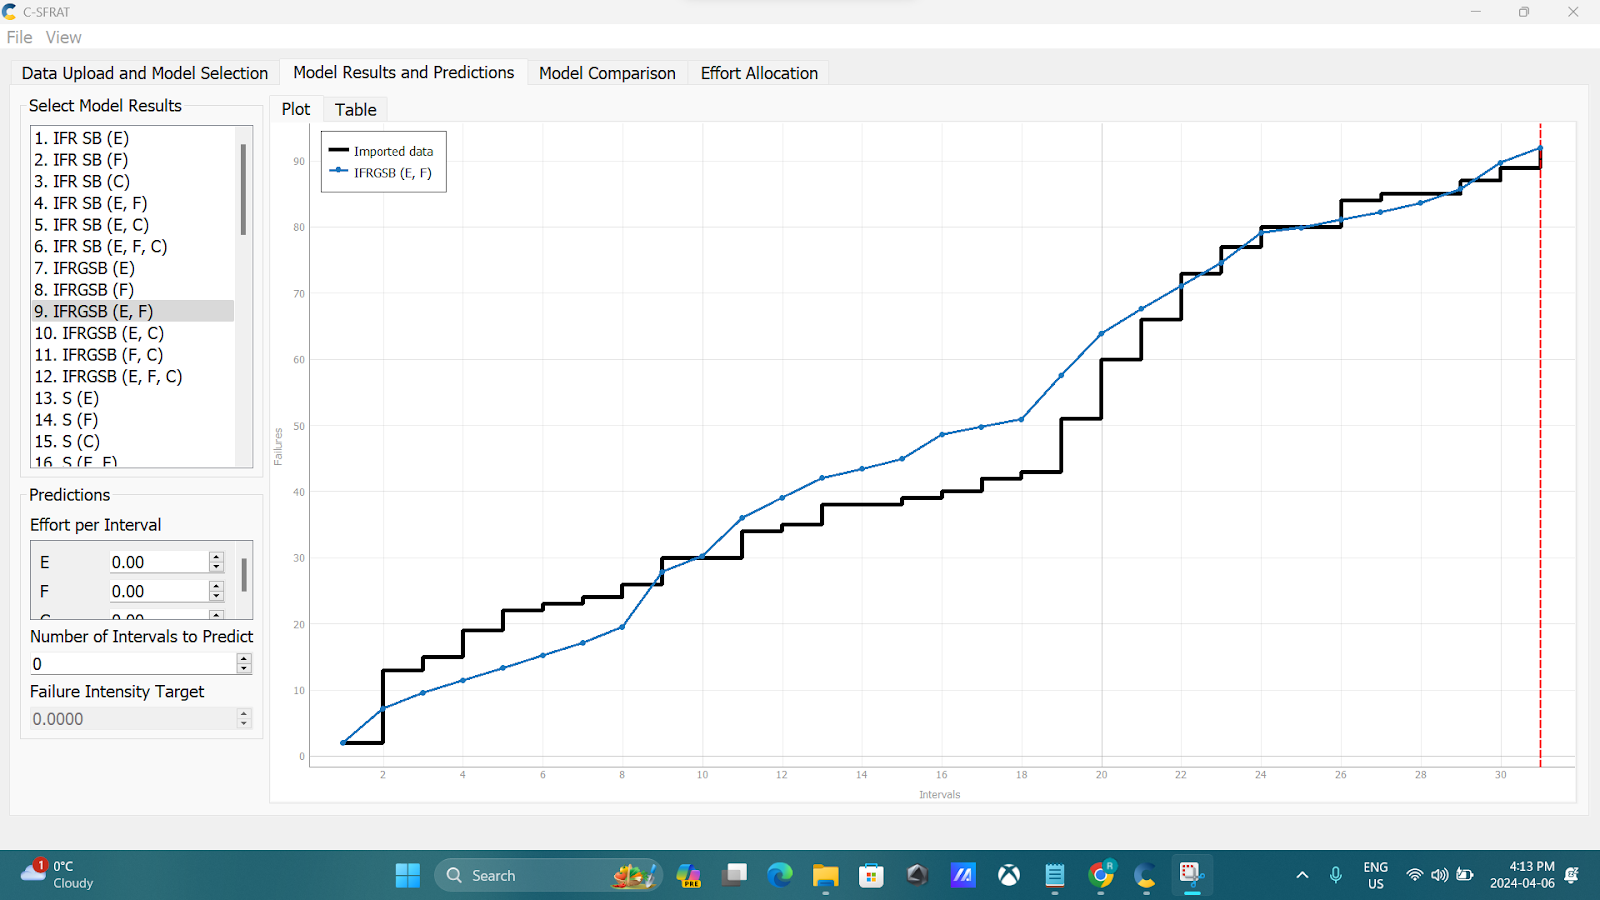 C-SFRAT
File View
Data Upload and Model Selection Model Results and Predictions Model Comparison Effort Allocation
Select Model Results
1. IFR SB (E)
2. IFR SB (F)
3. IFR SB (C)
4. IFR SB (E, F)
5. IFR SB (E, C)
6. IFR SB (E, F, C)
7. IFRGSB (E)
8. IFRGSB (F)
9. IFRGSB (E, F)
10. IFRGSB (E, C)
11. IFRGSB (F, C)
12. IFRGSB (E, F, C)
13. S (E)
14. S (F)
15. S (C)
16. S (E, F)
Predictions
Effort per Interval
E 0.00
F 0.00
C 0.00
Number of Intervals to Predict
0
Failure Intensity Target
0.0000
Plot Table
Imported data
IFRGSB (E, F)
90
80
70
60
50
40
30
20
10
0
Failures
2 4 6 8 10 12 14 16 18 20 22 24 26 28 30
Intervals
1
0°C
Cloudy
Search
PRE
R
ENG
US
4:13 PM
2024-04-06